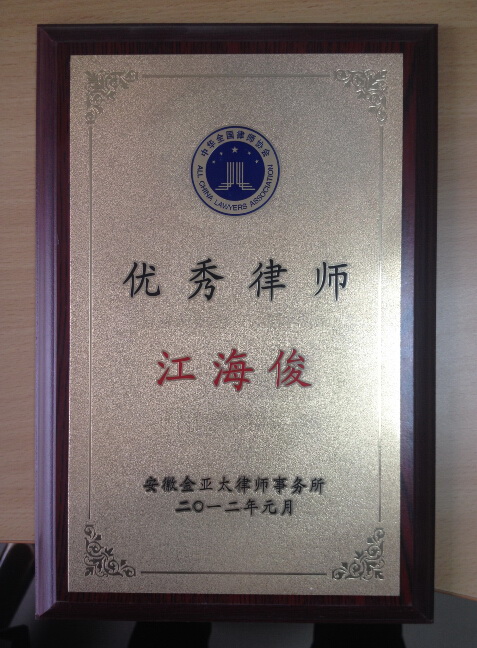 中华全国律师协会
ALL CHINA LAWYERS ASSOCIATION
优秀律师
江海俊
安徽金亚太律师事务所
二〇一二年元月